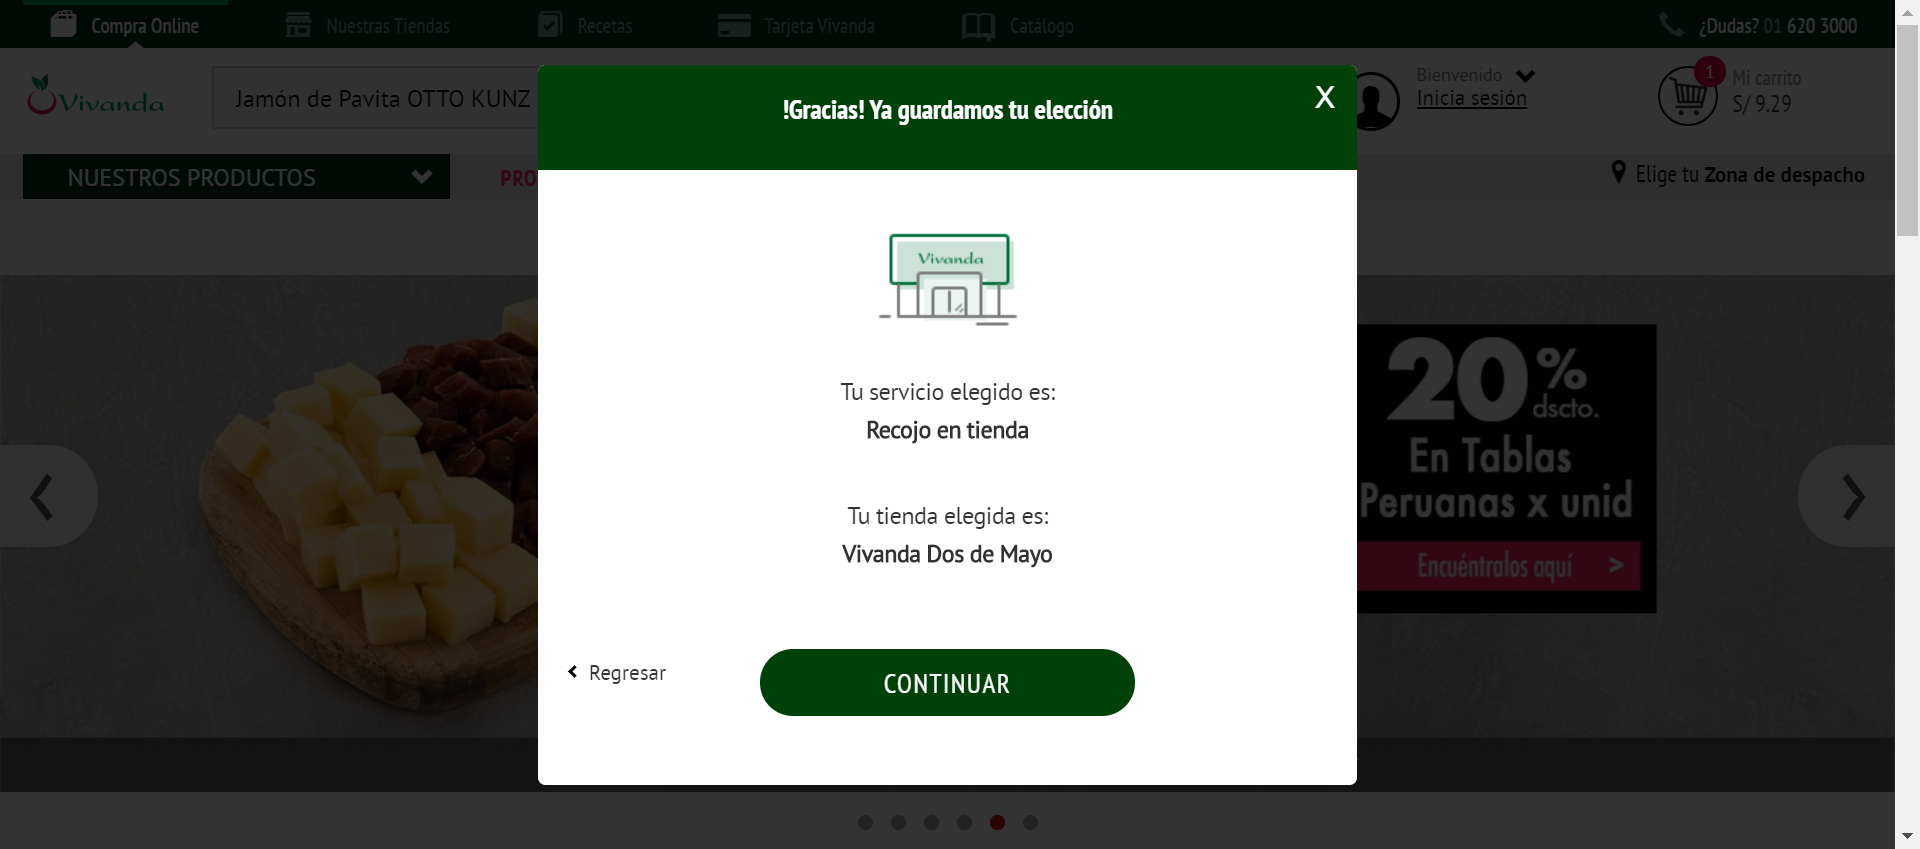 Compra Online
Nuestras Tiendas
Recetas
Tarjeta Vivanda
Catálogo
¿Dudas? 01 620 3000
Vivanda
Jamón de Pavita OTTO KUNZ
!Gracias! Ya guardamos tu elección
X
Bienvenido
Inicia sesión
1
Mi carrito
S/ 9.29
NUESTROS PRODUCTOS
PRO
Elige tu Zona de despacho
Vivanda
Tu servicio elegido es:
Recojo en tienda
Tu tienda elegida es:
Vivanda Dos de Mayo
Regresar
CONTINUAR
20%
dscto.
En Tablas
Peruanas x unid
Encuéntralos aquí >